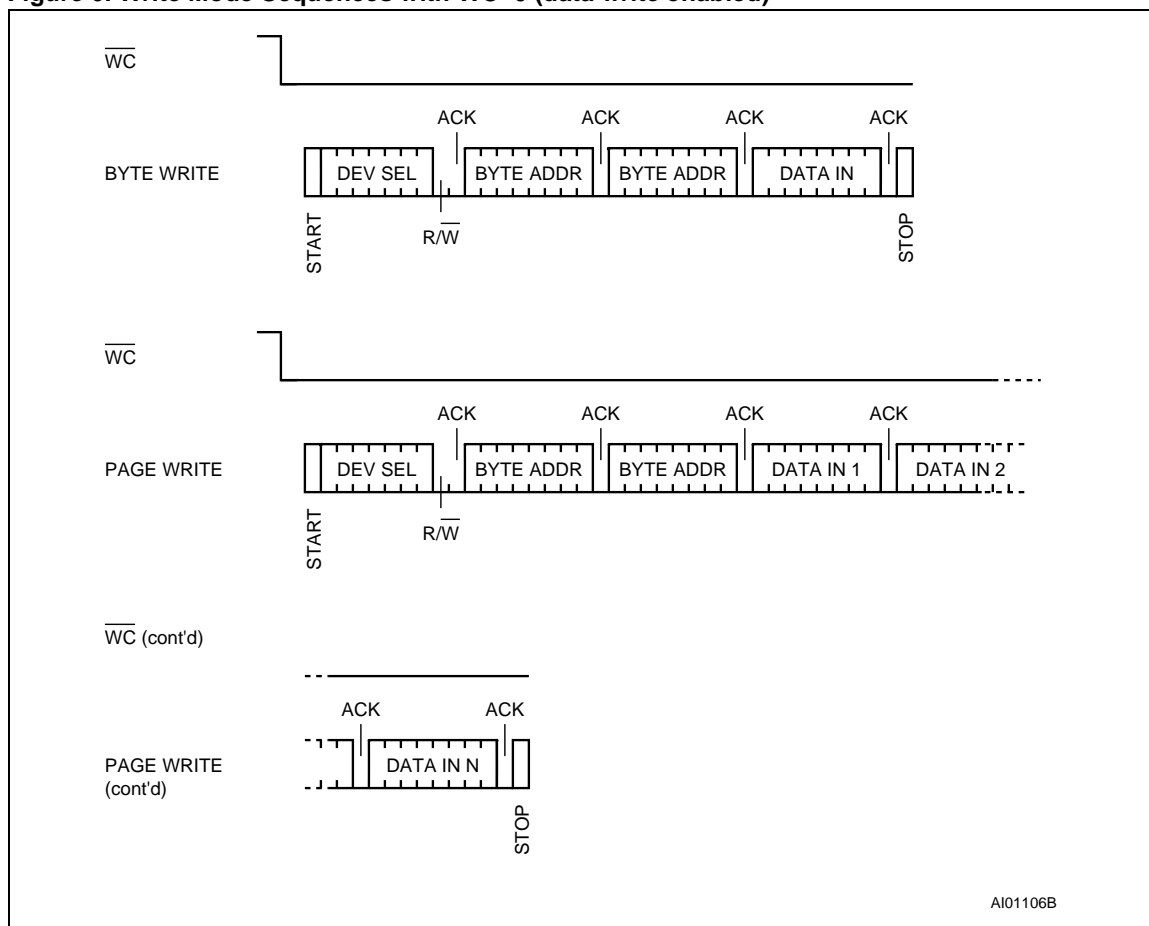 WC
ACK ACK ACK ACK
BYTE WRITE DEV SEL BYTE ADDR BYTE ADDR DATA IN
R/W
START
STOP
WC
ACK ACK ACK ACK
PAGE WRITE DEV SEL BYTE ADDR BYTE ADDR DATA IN 1 DATA IN 2
R/W
START
WC (cont'd)
ACK ACK
PAGE WRITE DATA IN N
(cont'd)
STOP
AI01106B